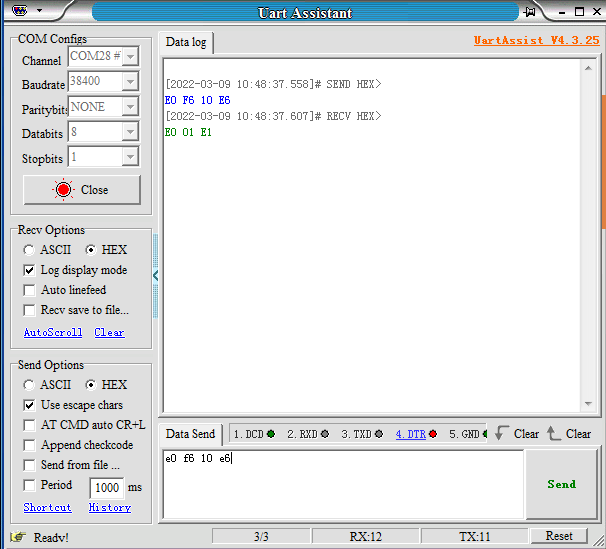 Uart Assistant
COM Configs
Channel COM28 #
Baudrate 38400
Paritybits NONE
Databits 8
Stopbits 1
Close
Recv Options
ASCII HEX
Log display mode
Auto linefeed
Recv save to file...
AutoScroll Clear
Send Options
ASCII HEX
Use escape chars
AT CMD auto CR+L
Append checkcode
Send from file ...
Period 1000 ms
Shortcut History
Data log
UartAssist V4.3.25
[2022-03-09 10:48:37.558]# SEND HEX>
E0 F6 10 E6
[2022-03-09 10:48:37.607]# RECV HEX>
E0 01 E1
Data Send 1.DCD 2.RXD 3.TXD 4.DTR 5.GND Clear Clear
e0 f6 10 e6
Send
Ready! 3/3 RX:12 TX:11 Reset